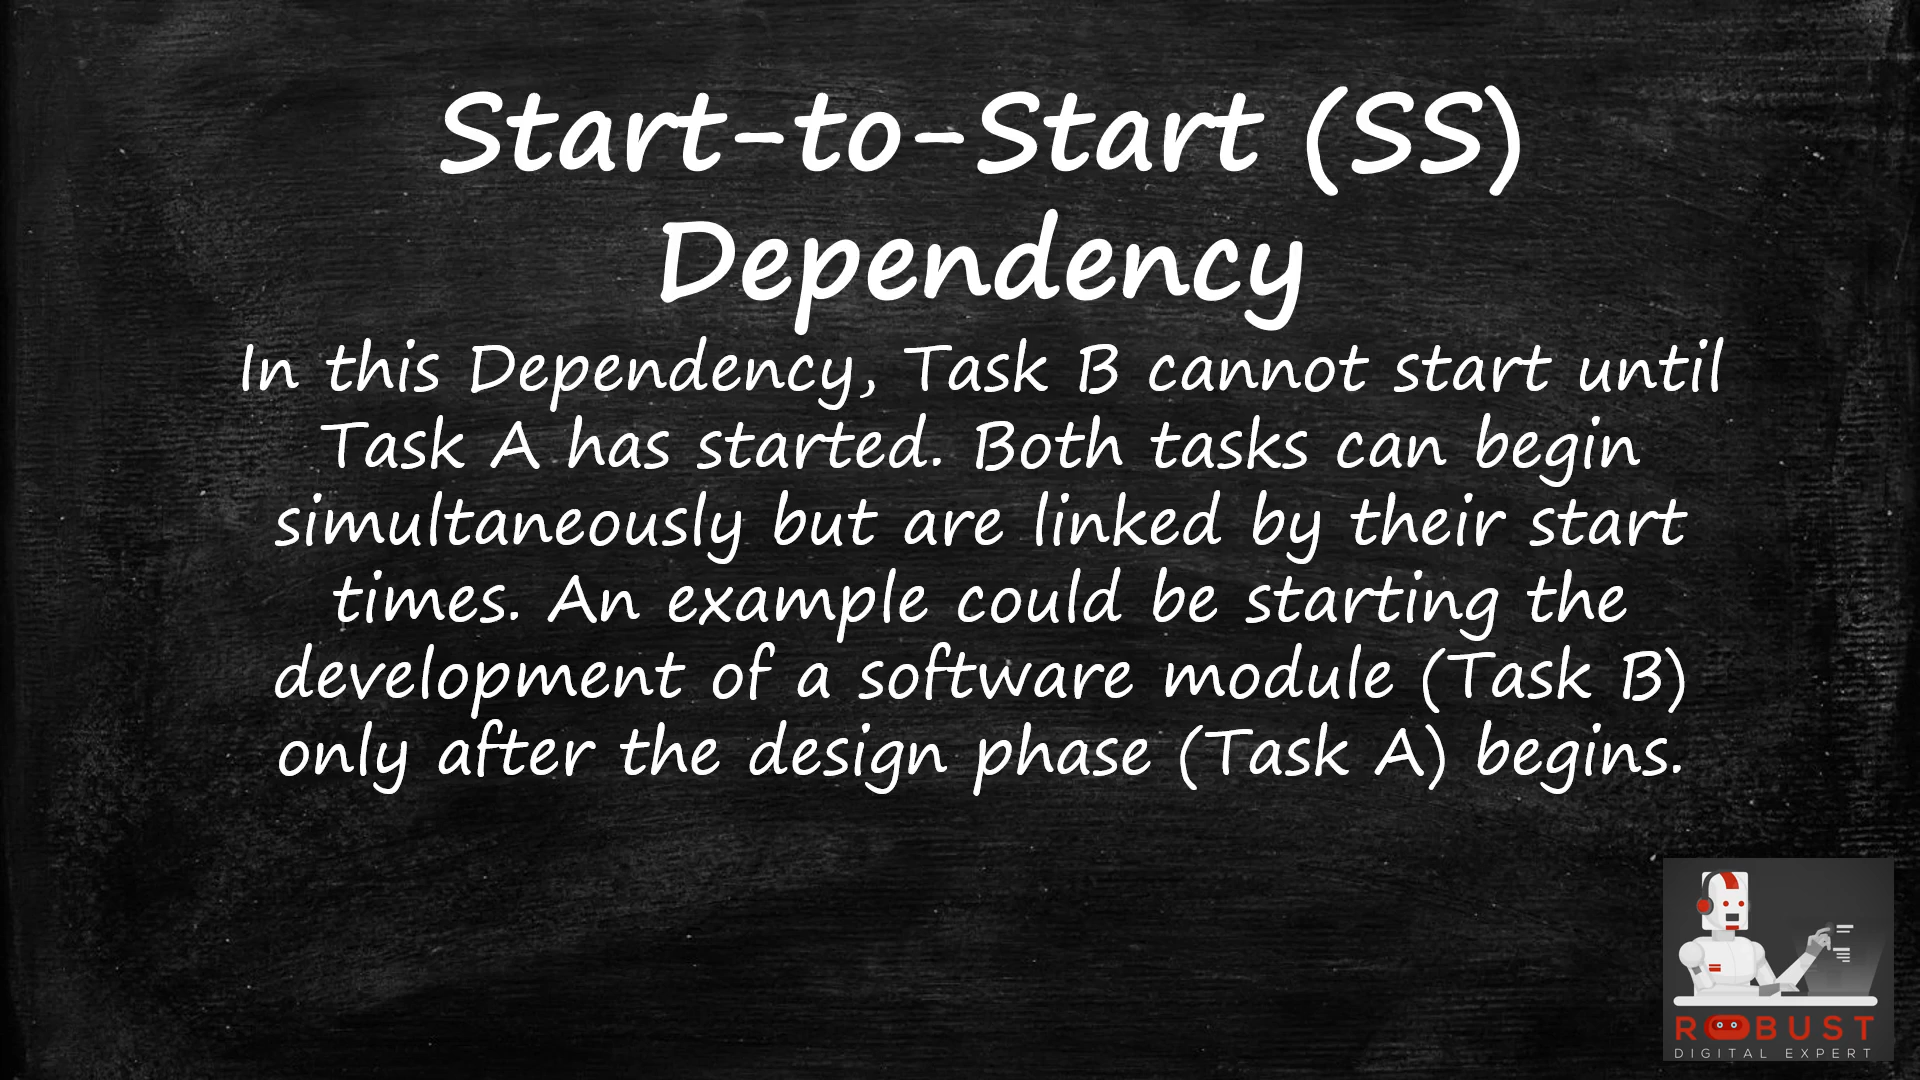 Start-to-Start (SS)
Dependency
In this Dependency, Task B cannot start until
Task A has started. Both tasks can begin
simultaneously but are linked by their start
times. An example could be starting the
development of a software module (Task B)
only after the design phase (Task A) begins.
ROBUST
DIGITAL EXPERT